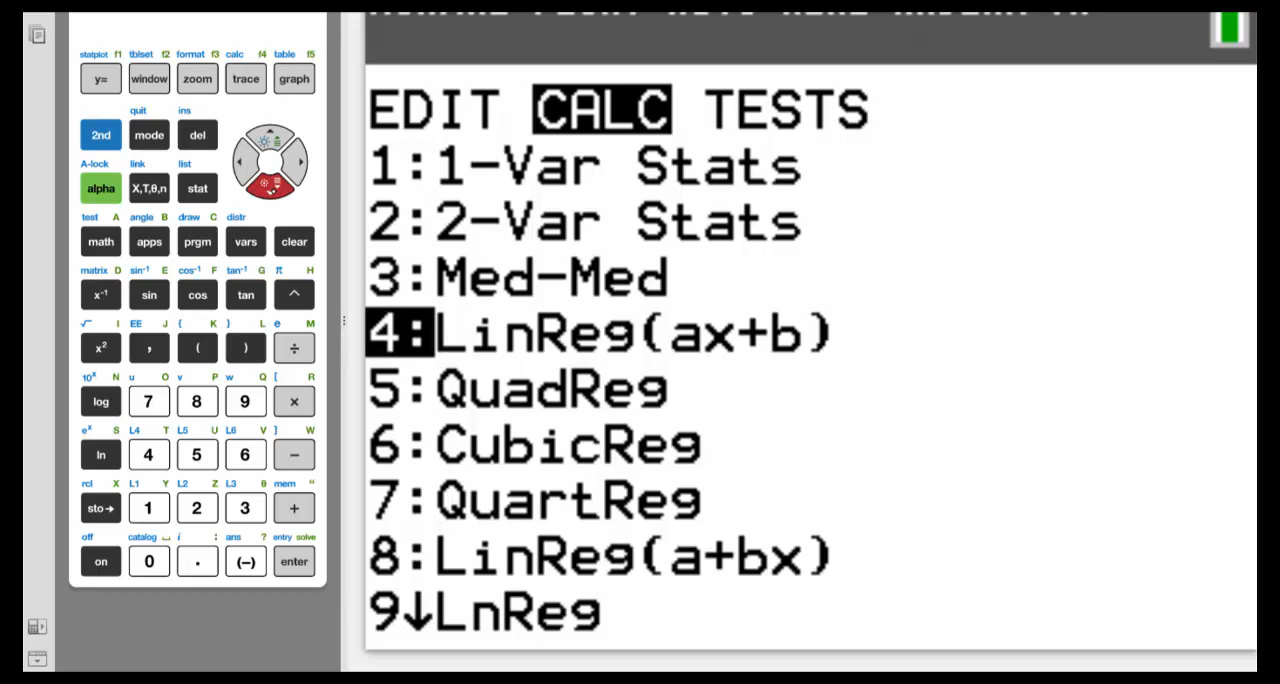 statplot f1 tblset f2 format f3 calc f4 table f5
y= window zoom trace graph
quit ins
2nd mode del
A-lock link list
alpha X,T,θ,n stat
test A angle B draw C distr
math apps prgm vars clear
matrix D sin⁻¹ E cos⁻¹ F tan⁻¹ G π H
x⁻¹ sin cos tan ^
√‾ I EE J { K } L e M
x² , ( ) ÷
10ˣ N u O v P w Q [ R
log 7 8 9 ×
eˣ S L4 T L5 U L6 V ] W
ln 4 5 6 −
rcl X L1 Y L2 Z L3 θ mem "
sto→ 1 2 3 +
off catalog ⎵ i : ans ? entry solve
on 0 . (−) enter
EDIT CALC TESTS
1:1-Var Stats
2:2-Var Stats
3:Med-Med
4:LinReg(ax+b)
5:QuadReg
6:CubicReg
7:QuartReg
8:LinReg(a+bx)
9↓LnReg